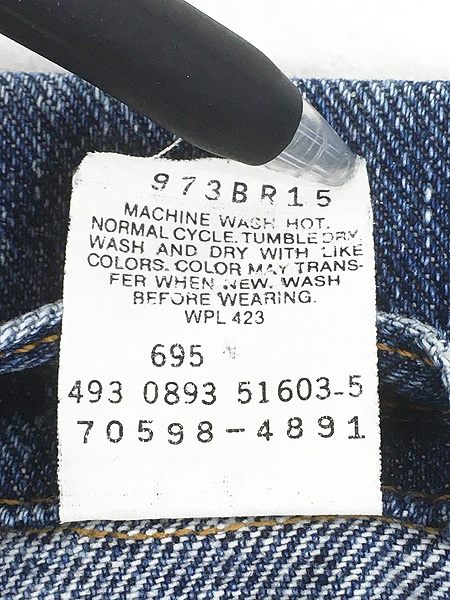 973BR15
MACHINE WASH HOT.
NORMAL CYCLE. TUMBLE DRY.
WASH AND DRY WITH LIKE
COLORS. COLOR MAY TRANS-
FER WHEN NEW. WASH
BEFORE WEARING.
WPL 423
695
493 0893 51603-5
70598-4891